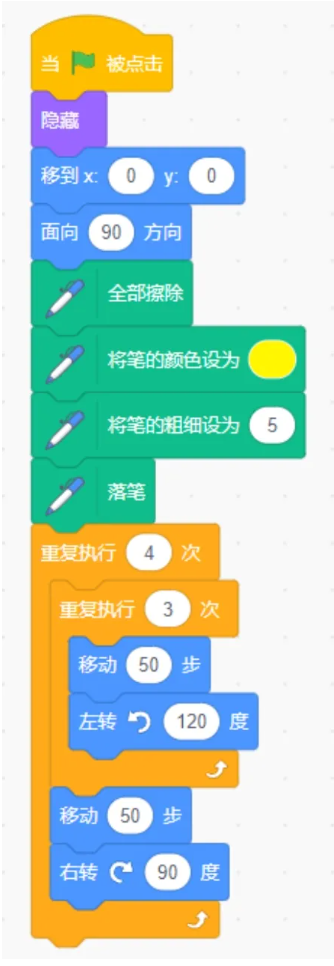 当 被点击
隐藏
移到 x: 0 y: 0
面向 90 方向
全部擦除
将笔的颜色设为
将笔的粗细设为 5
落笔
重复执行 4 次
重复执行 3 次
移动 50 步
左转 120 度
移动 50 步
右转 90 度